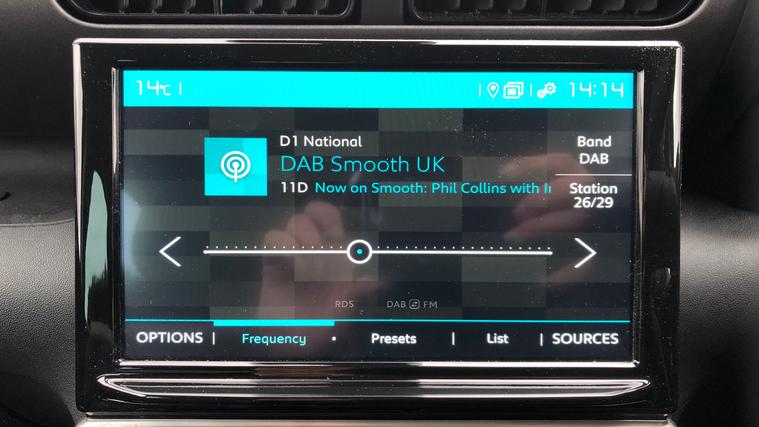 14°C
14:14
D1 National
DAB Smooth UK
11D Now on Smooth: Phil Collins with
Band
DAB
Station
26/29
RDS DAB FM
OPTIONS Frequency Presets List SOURCES